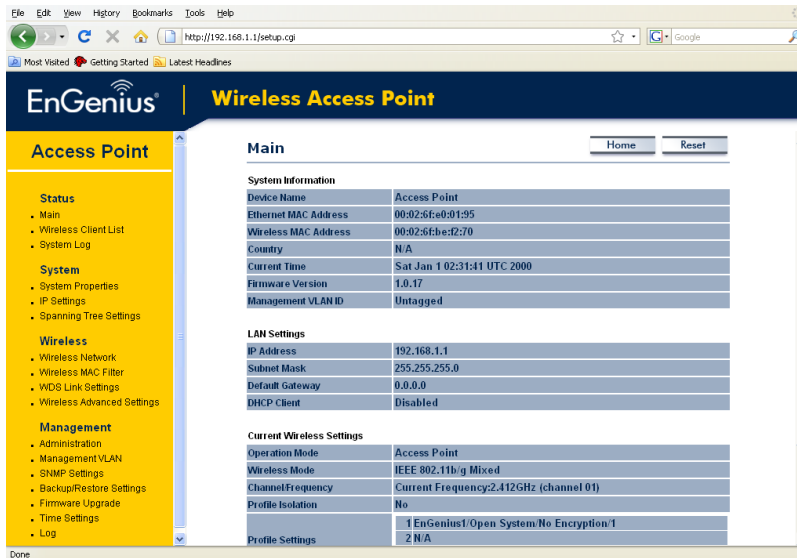 File Edit View History Bookmarks Tools Help
http://192.168.1.1/setup.cgi
G Google
Most Visited Getting Started Latest Headlines
EnGenius® Wireless Access Point
Access Point
Status
Main
Wireless Client List
System Log
System
System Properties
IP Settings
Spanning Tree Settings
Wireless
Wireless Network
Wireless MAC Filter
WDS Link Settings
Wireless Advanced Settings
Management
Administration
Management VLAN
SNMP Settings
Backup/Restore Settings
Firmware Upgrade
Time Settings
Log
Main
Home Reset
System Information
Device Name Access Point
Ethernet MAC Address 00:02:6f:e0:01:95
Wireless MAC Address 00:02:6f:be:f2:70
Country N/A
Current Time Sat Jan 1 02:31:41 UTC 2000
Firmware Version 1.0.17
Management VLAN ID Untagged
LAN Settings
IP Address 192.168.1.1
Subnet Mask 255.255.255.0
Default Gateway 0.0.0.0
DHCP Client Disabled
Current Wireless Settings
Operation Mode Access Point
Wireless Mode IEEE 802.11b/g Mixed
Channel/Frequency Current Frequency:2.412GHz (channel 01)
Profile Isolation No
Profile Settings
1 EnGenius1/Open System/No Encryption/1
2 N/A
Done